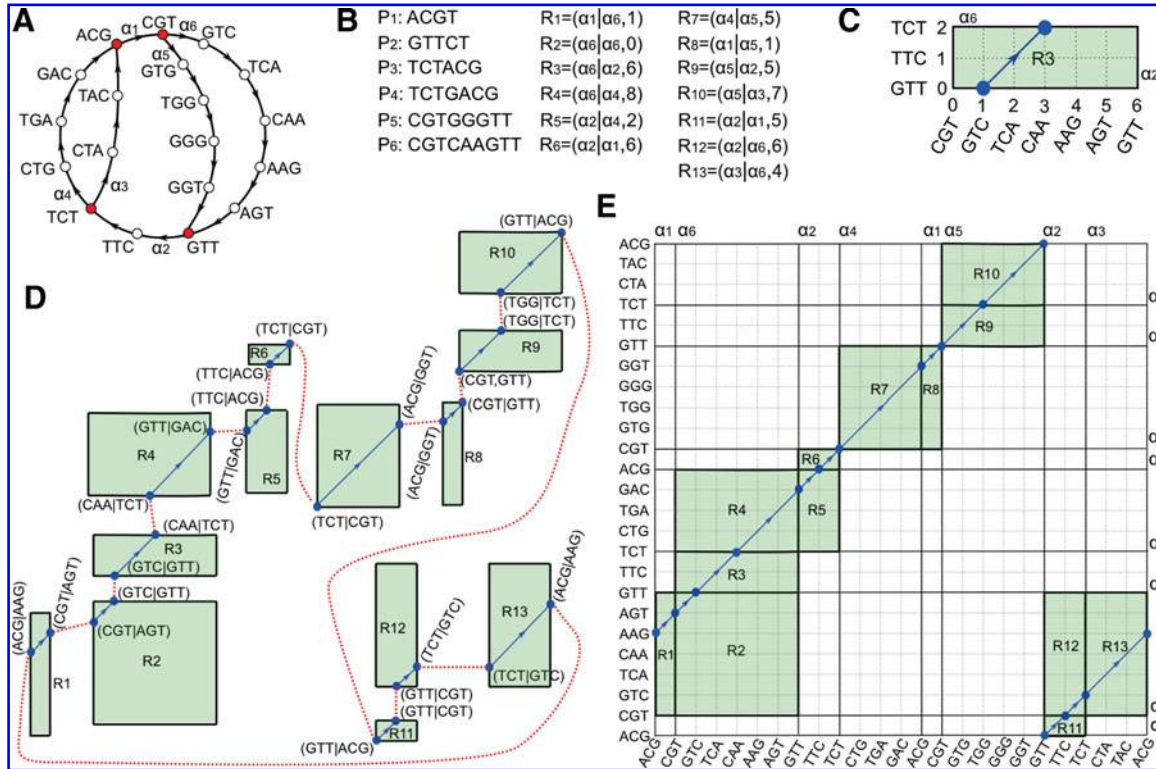 A
ACG α1 CGT α6 GTC
α5
GAC GTG TCA
TAC
TGA TGG CAA
GGG
CTG CTA GGT AAG
α4 α3
TCT AGT
TTC α2 GTT
B
P1: ACGT R1=(α1|α6,1) R7=(α4|α5,5)
P2: GTTCT R2=(α6|α6,0) R8=(α1|α5,1)
P3: TCTACG R3=(α6|α2,6) R9=(α5|α2,5)
P4: TCTGACG R4=(α6|α4,8) R10=(α5|α3,7)
P5: CGTGGGTT R5=(α2|α4,2) R11=(α2|α1,5)
P6: CGTCAAGTT R6=(α2|α1,6) R12=(α2|α6,6)
R13=(α3|α6,4)
C
α6
TCT 2
TTC 1 R3
GTT 0 α2
0 1 2 3 4 5 6
CGT GTC TCA CAA AAG AGT GTT
D
(GTT|ACG)
R10
(TGG|TCT)
(TGG|TCT)
(TCT|CGT)
R6 R9
(TTC|ACG) (CGT,GTT)
(TTC|ACG) (ACG|GGT) (CGT|GTT)
(GTT|GAC)
R4 (GTT|GAC) R5 R7 (ACG|GGT) R8
(CAA|TCT) (TCT|CGT)
(CAA|TCT)
R3
(GTC|GTT)
(ACG|AAG) (CGT|AGT) (GTC|GTT)
(CGT|AGT)
R1 R2
(ACG|AAG)
R12 (TCT|GTC) R13
(TCT|GTC)
(GTT|CGT)
(GTT|CGT)
(GTT|ACG) R11
E
α1 α6 α2 α4 α1 α5 α2 α3
ACG
TAC R10
CTA
TCT α
TTC R9
GTT α
GGT
GGG R7 R8
TGG
GTG
CGT α
ACG R6 α
GAC
TGA R4 R5
CTG
TCT α
TTC R3
GTT α
AGT
AAG
CAA R1 R2 R12 R13
TCA
GTC
CGT α
ACG R11 α
ACG CGT GTC TCA CAA AAG AGT GTT TTC TCT CTG TGA GAC ACG CGT GTG TGG GGG GGT GTT TTC TCT CTA TAC ACG